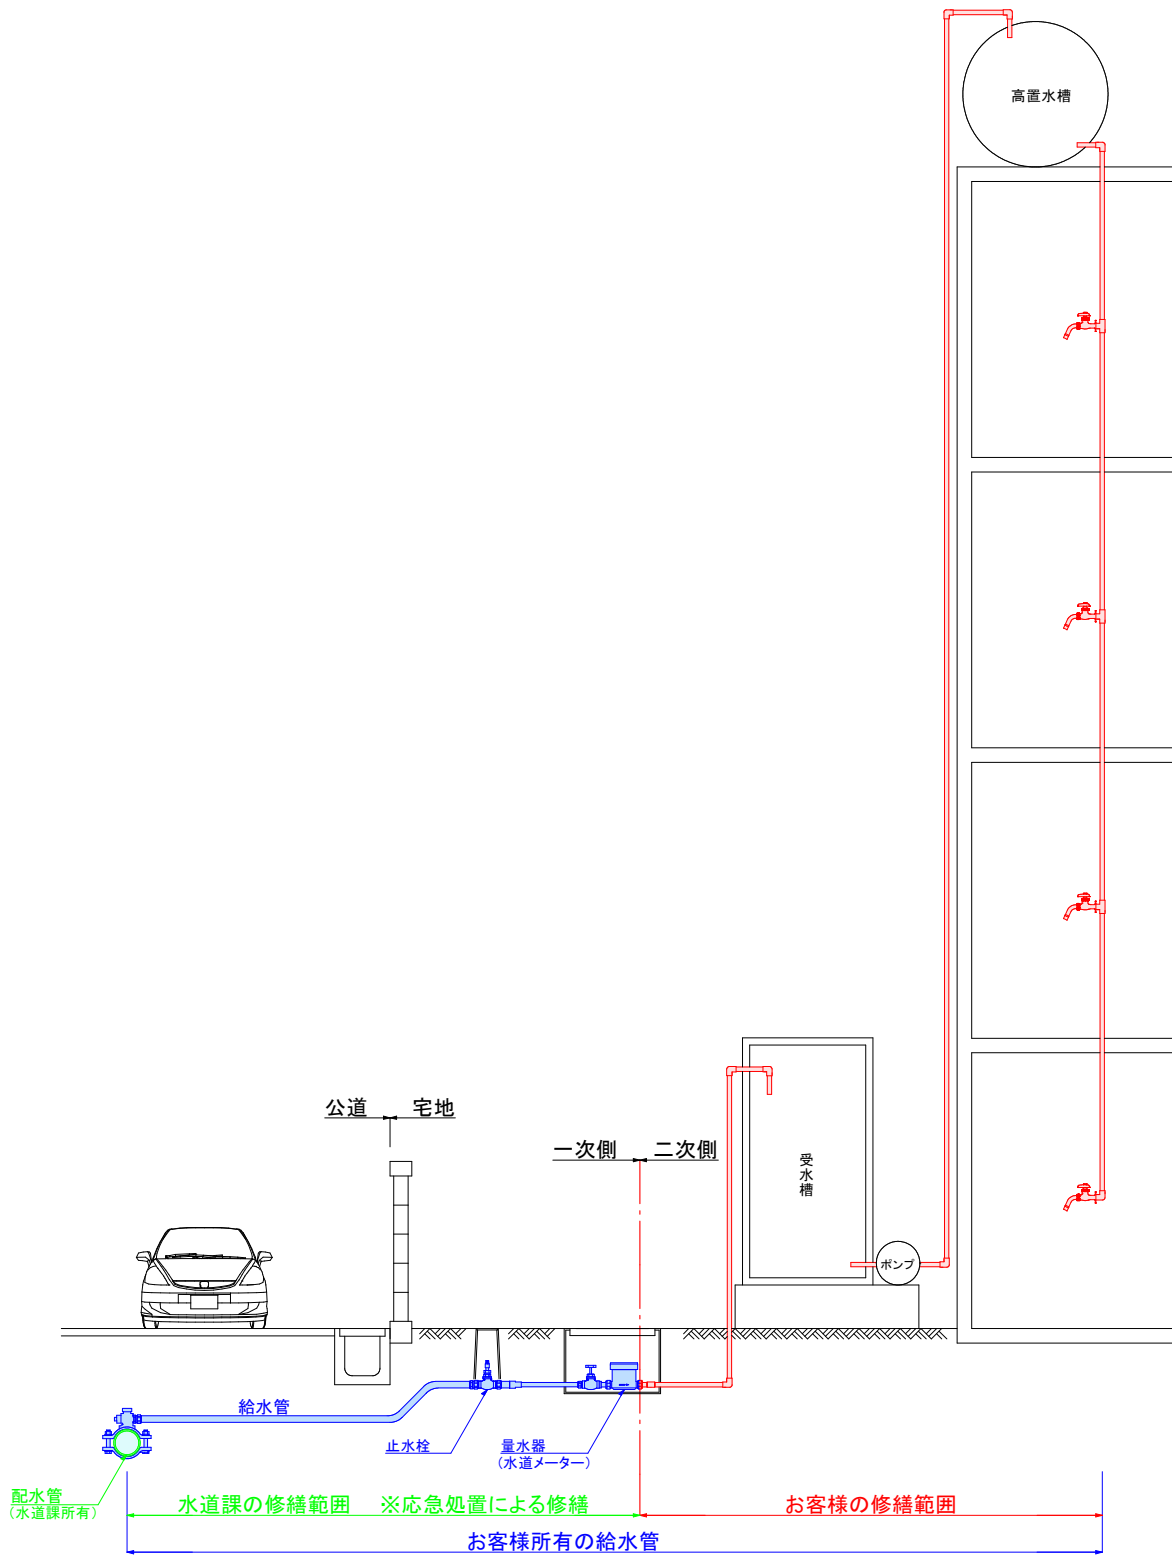 高置水槽
公道
宅地
一次側
二次側
受水槽
ポンプ
給水管
止水栓
量水器
(水道メーター)
配水管
(水道課所有)
水道課の修繕範囲　※応急処置による修繕
お客様の修繕範囲
お客様所有の給水管